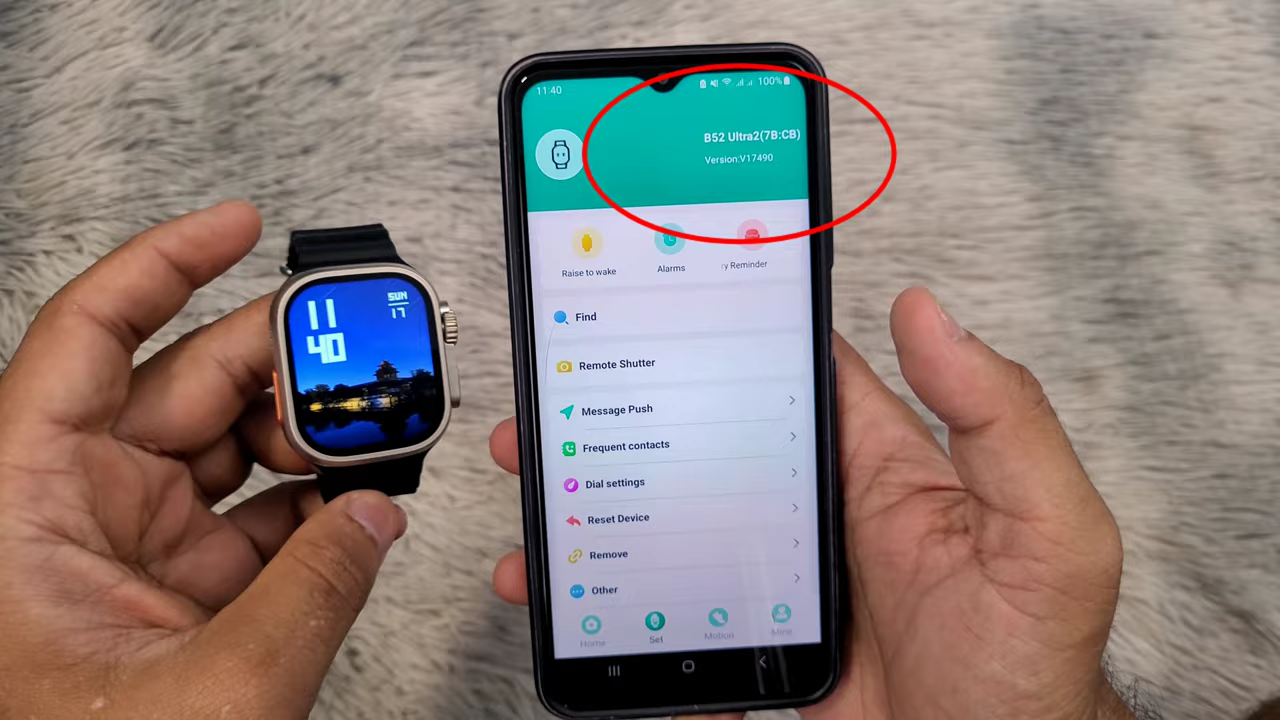 11:40
100%
B52 Ultra2(7B:CB)
Version:V17490
Raise to wake
Alarms
y Reminder
Find
Remote Shutter
Message Push
Frequent contacts
Dial settings
Reset Device
Remove
Other
Home
Set
Motion
Mine
11
40
SUN
17